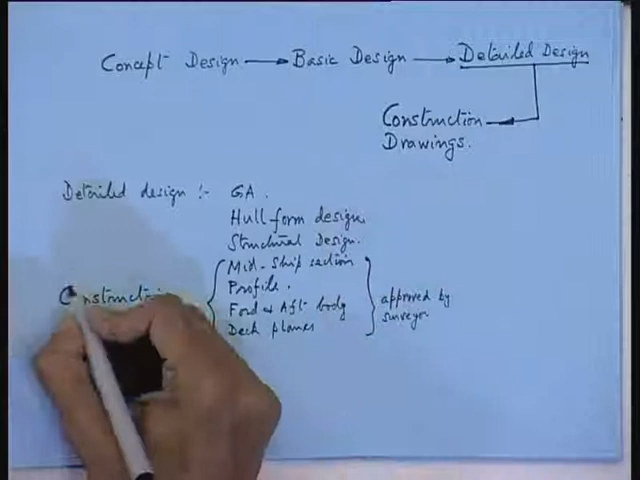 Concept Design → Basic Design → Detailed Design
Construction
Drawings.
Detailed design :- GA.
Hull form design.
Structural Design.
Mid-Ship section
Profile.
Ford & Aft body
Constructi
approved by
surveyor
Deck planes